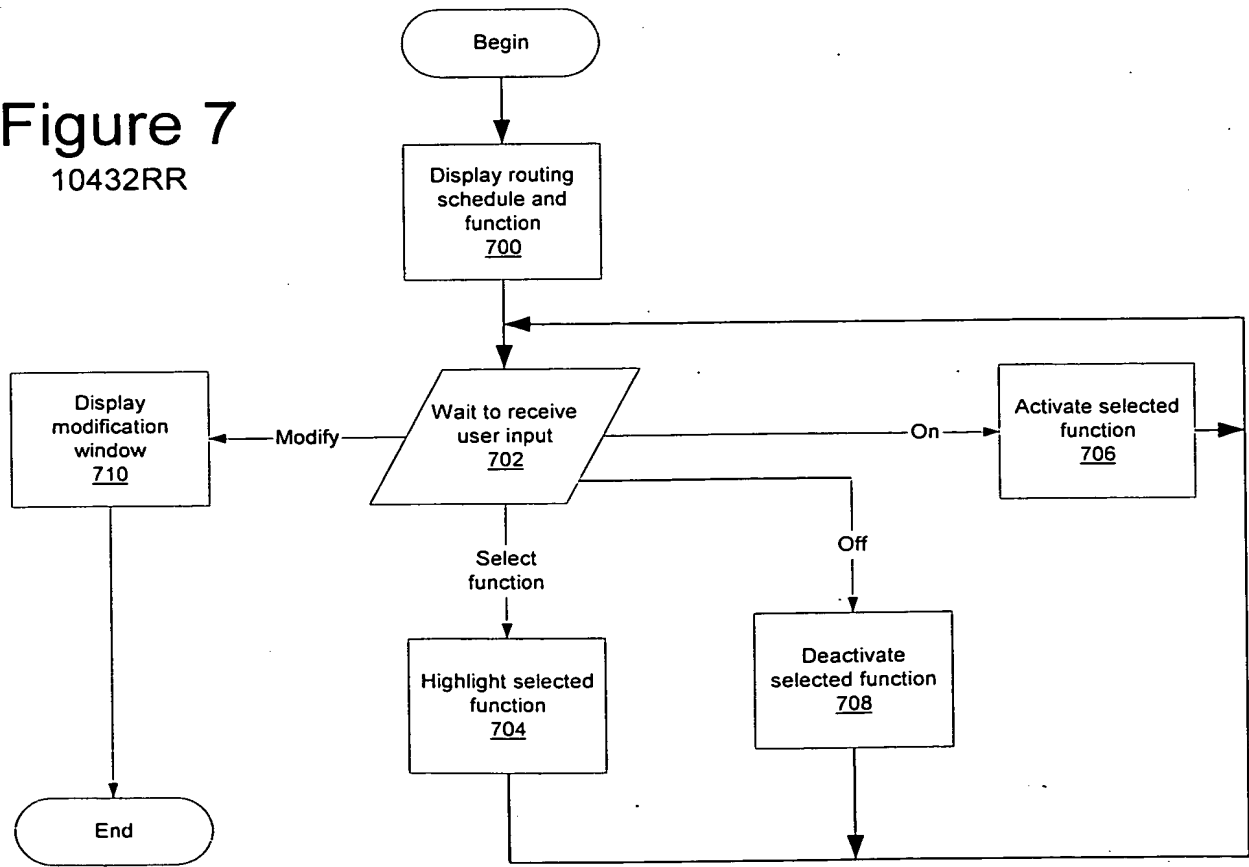 Begin
Figure 7
10432RR
Display routing
schedule and
function
700
Display
modification
window
710
Modify
Wait to receive
user input
702
On
Activate selected
function
706
Select
function
Off
Highlight selected
function
704
Deactivate
selected function
708
End